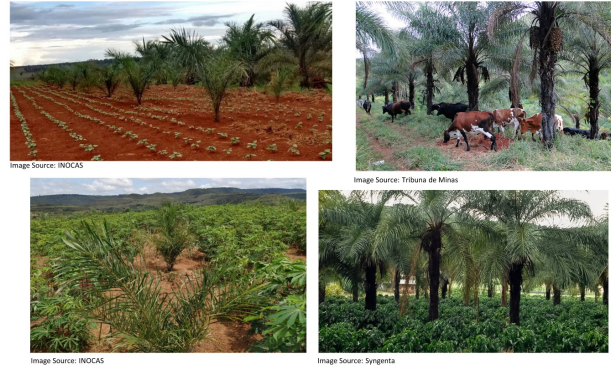 Image Source: INOCAS
Image Source: Tribuna de Minas
Image Source: INOCAS
Image Source: Syngenta